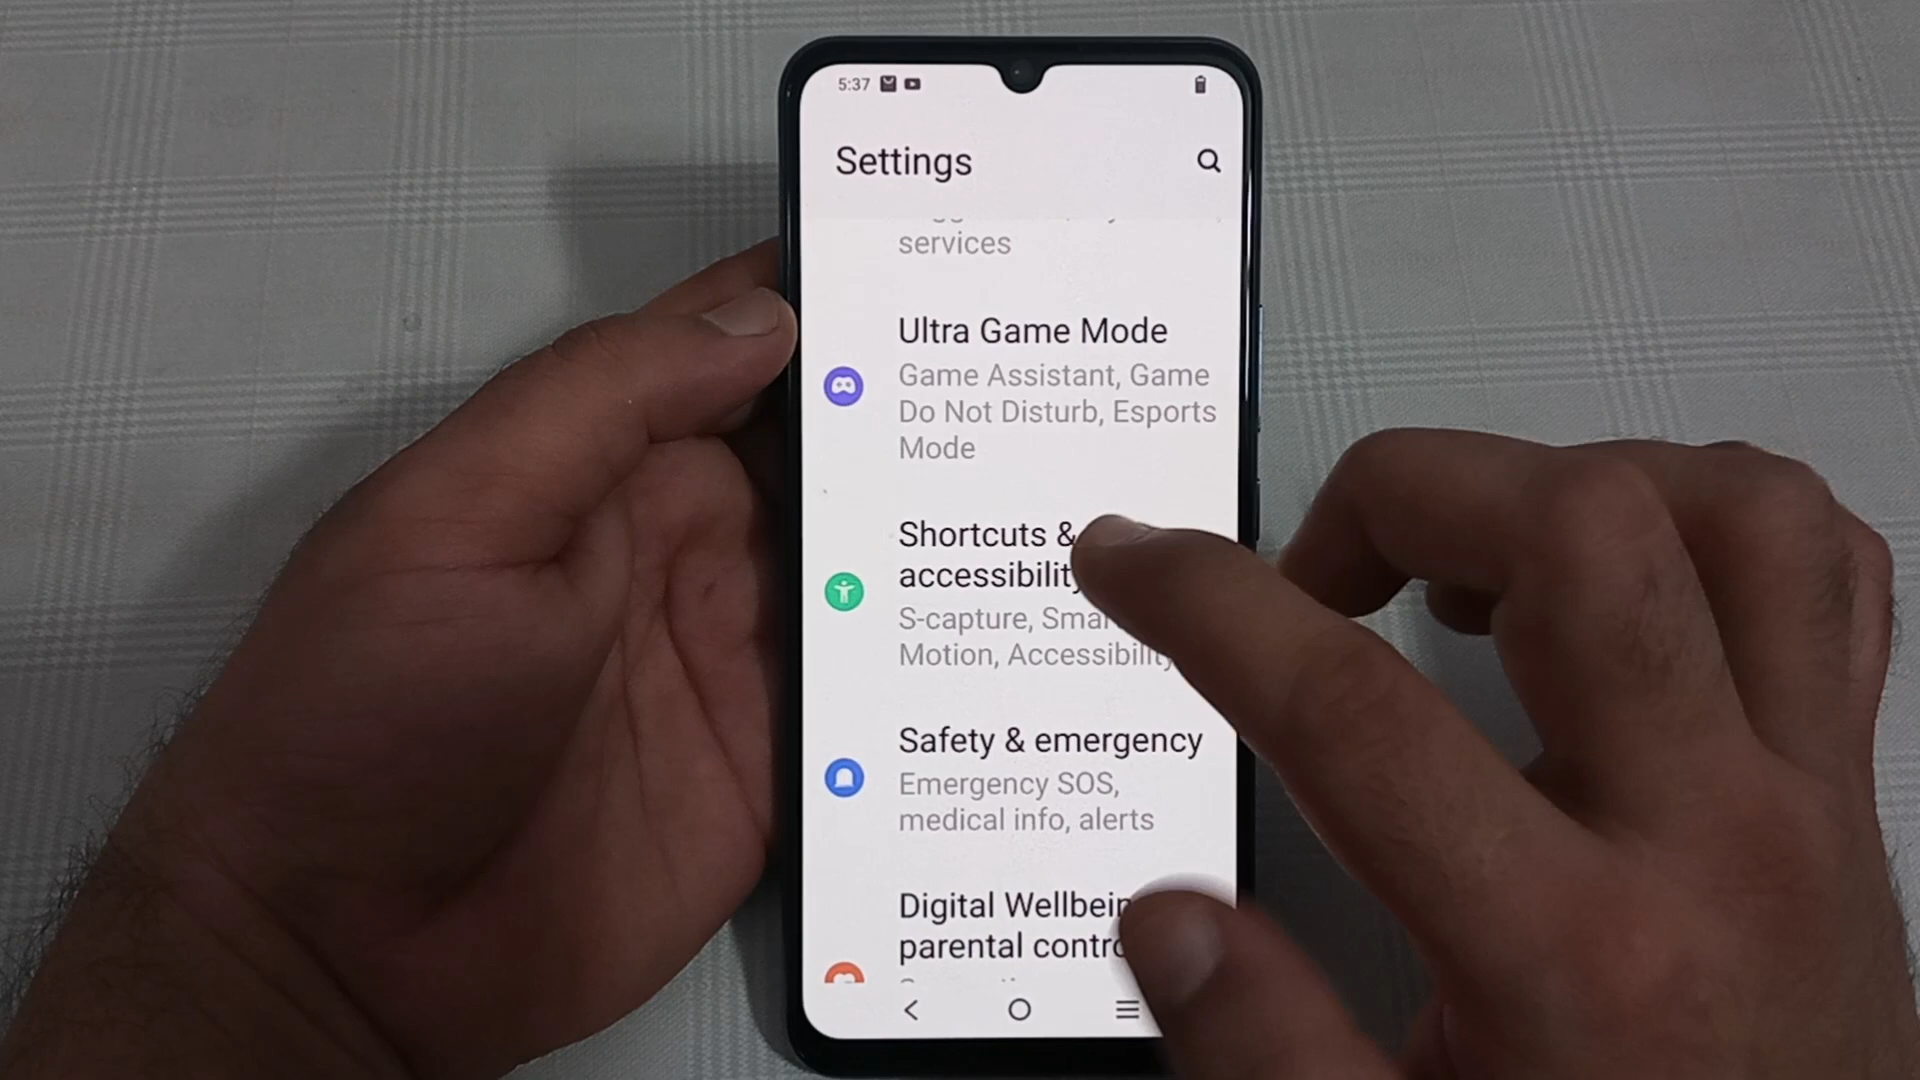 5:37
Settings
services
Ultra Game Mode
Game Assistant, Game
Do Not Disturb, Esports
Mode
Shortcuts &
accessibility
S-capture, Smart
Motion, Accessibility
Safety & emergency
Emergency SOS,
medical info, alerts
Digital Wellbein
parental contro